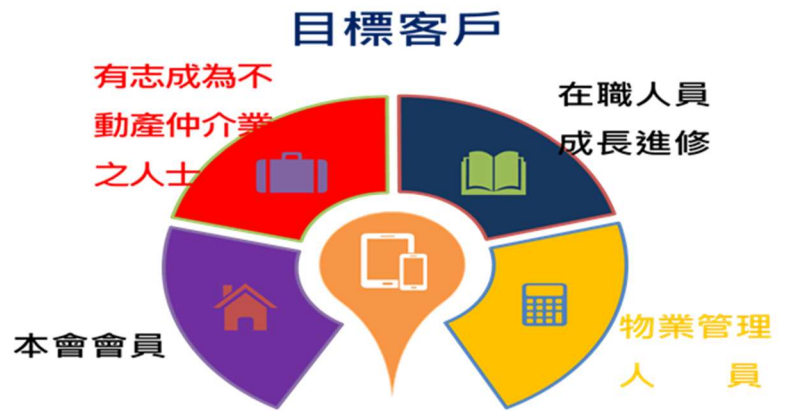 目標客戶
有志成為不
動產仲介業
之人士
在職人員
成長進修
本會會員
物業管理
人員